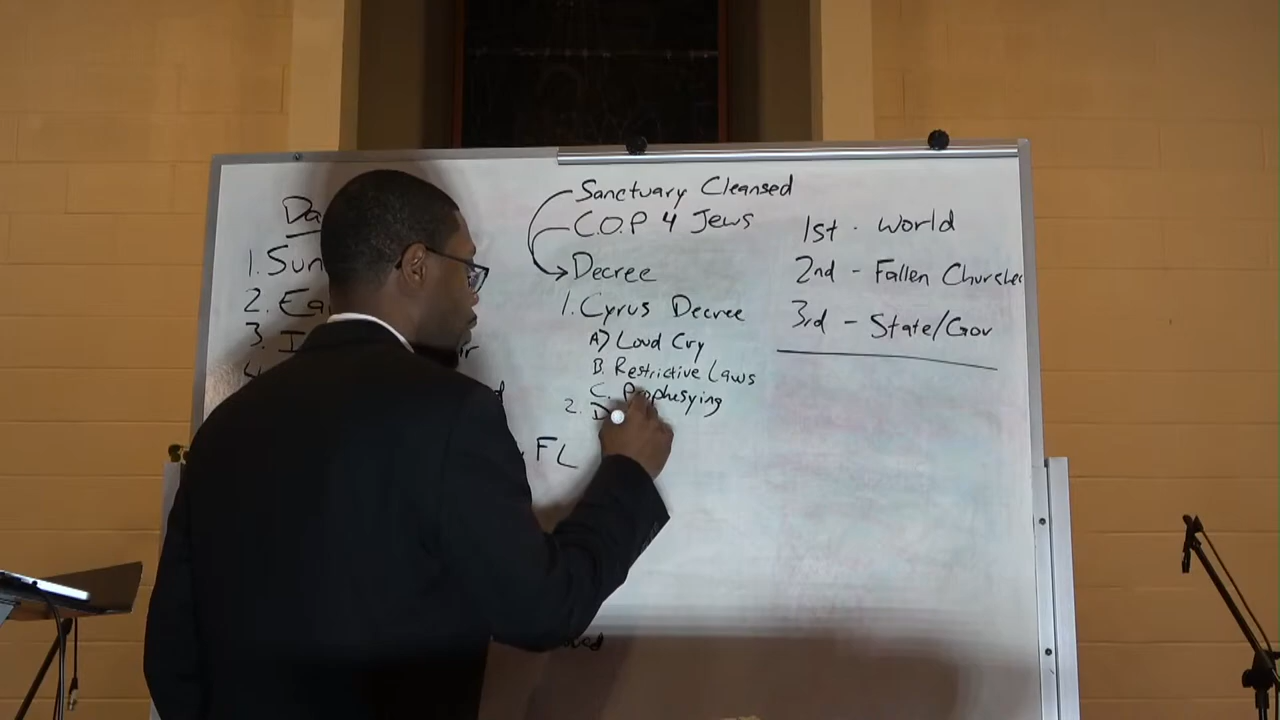 1. Sun
2. Ea
3. I
4.
FL
Sanctuary Cleansed
C.O.P 4 Jews
Decree
1. Cyrus Decree
A) Loud Cry
B. Restrictive Laws
C. Prophesying
2. D
1st - World
2nd - Fallen Churches
3rd - State/Gov